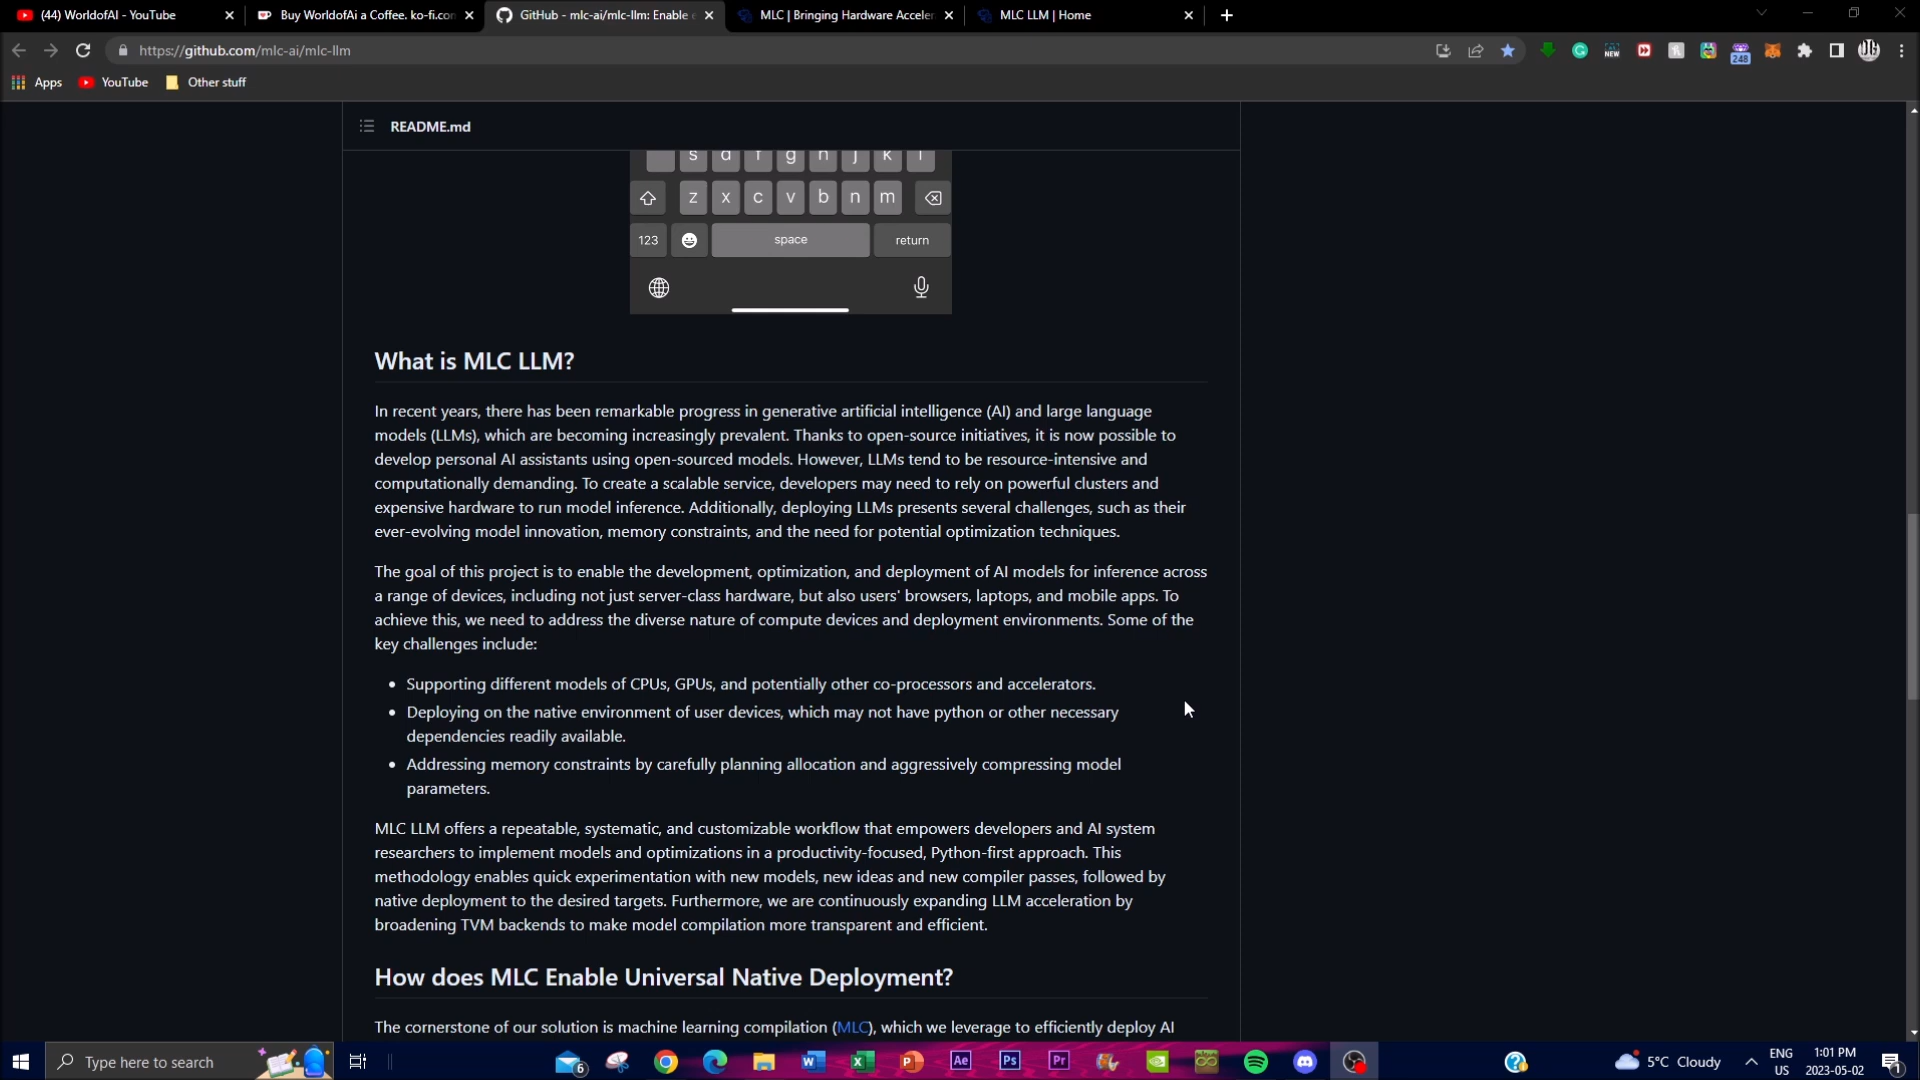 (44) WorldofAI - YouTube
Buy WorldofAi a Coffee. ko-fi.con
GitHub - mlc-ai/mlc-llm: Enable e
MLC | Bringing Hardware Acceler
MLC LLM | Home
https://github.com/mlc-ai/mlc-llm
NEW
248
Apps
YouTube
Other stuff
README.md
s d f g h j k l
z x c v b n m
123
space
return
What is MLC LLM?
In recent years, there has been remarkable progress in generative artificial intelligence (AI) and large language
models (LLMs), which are becoming increasingly prevalent. Thanks to open-source initiatives, it is now possible to
develop personal AI assistants using open-sourced models. However, LLMs tend to be resource-intensive and
computationally demanding. To create a scalable service, developers may need to rely on powerful clusters and
expensive hardware to run model inference. Additionally, deploying LLMs presents several challenges, such as their
ever-evolving model innovation, memory constraints, and the need for potential optimization techniques.
The goal of this project is to enable the development, optimization, and deployment of AI models for inference across
a range of devices, including not just server-class hardware, but also users' browsers, laptops, and mobile apps. To
achieve this, we need to address the diverse nature of compute devices and deployment environments. Some of the
key challenges include:
• Supporting different models of CPUs, GPUs, and potentially other co-processors and accelerators.
• Deploying on the native environment of user devices, which may not have python or other necessary
dependencies readily available.
• Addressing memory constraints by carefully planning allocation and aggressively compressing model
parameters.
MLC LLM offers a repeatable, systematic, and customizable workflow that empowers developers and AI system
researchers to implement models and optimizations in a productivity-focused, Python-first approach. This
methodology enables quick experimentation with new models, new ideas and new compiler passes, followed by
native deployment to the desired targets. Furthermore, we are continuously expanding LLM acceleration by
broadening TVM backends to make model compilation more transparent and efficient.
How does MLC Enable Universal Native Deployment?
The cornerstone of our solution is machine learning compilation (MLC), which we leverage to efficiently deploy AI
Type here to search
6
W
X
P
Ae
Ps
Pr
5°C Cloudy
ENG
US
1:01 PM
2023-05-02
1